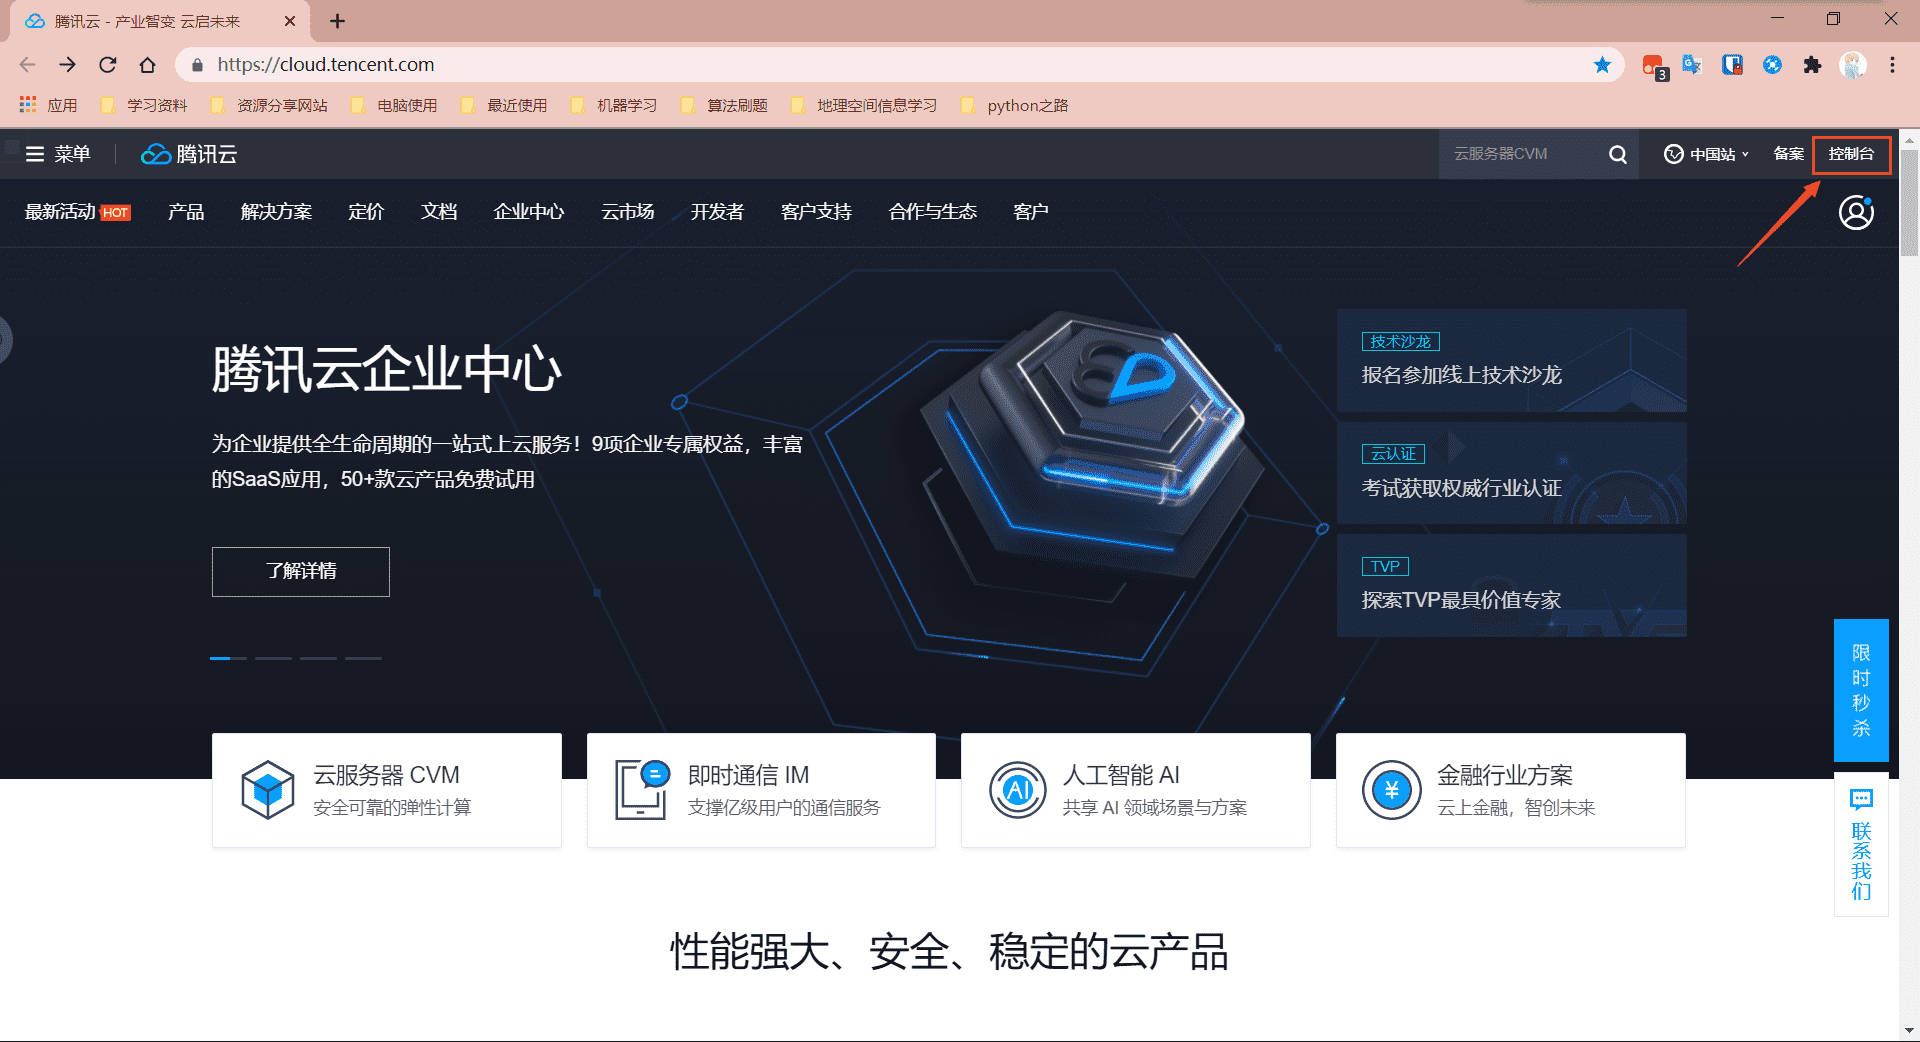 腾讯云 - 产业智变 云启未来
https://cloud.tencent.com
3
应用 学习资料 资源分享网站 电脑使用 最近使用 机器学习 算法刷题 地理空间信息学习 python之路
菜单 腾讯云 云服务器CVM 中国站 备案 控制台
最新活动 HOT 产品 解决方案 定价 文档 企业中心 云市场 开发者 客户支持 合作与生态 客户
腾讯云企业中心
为企业提供全生命周期的一站式上云服务！9项企业专属权益，丰富
的SaaS应用，50+款云产品免费试用
了解详情
技术沙龙
报名参加线上技术沙龙
云认证
考试获取权威行业认证
TVP
探索TVP最具价值专家
限时秒杀
联系我们
云服务器 CVM
安全可靠的弹性计算
即时通信 IM
支撑亿级用户的通信服务
AI
人工智能 AI
共享 AI 领域场景与方案
¥
金融行业方案
云上金融，智创未来
性能强大、安全、稳定的云产品